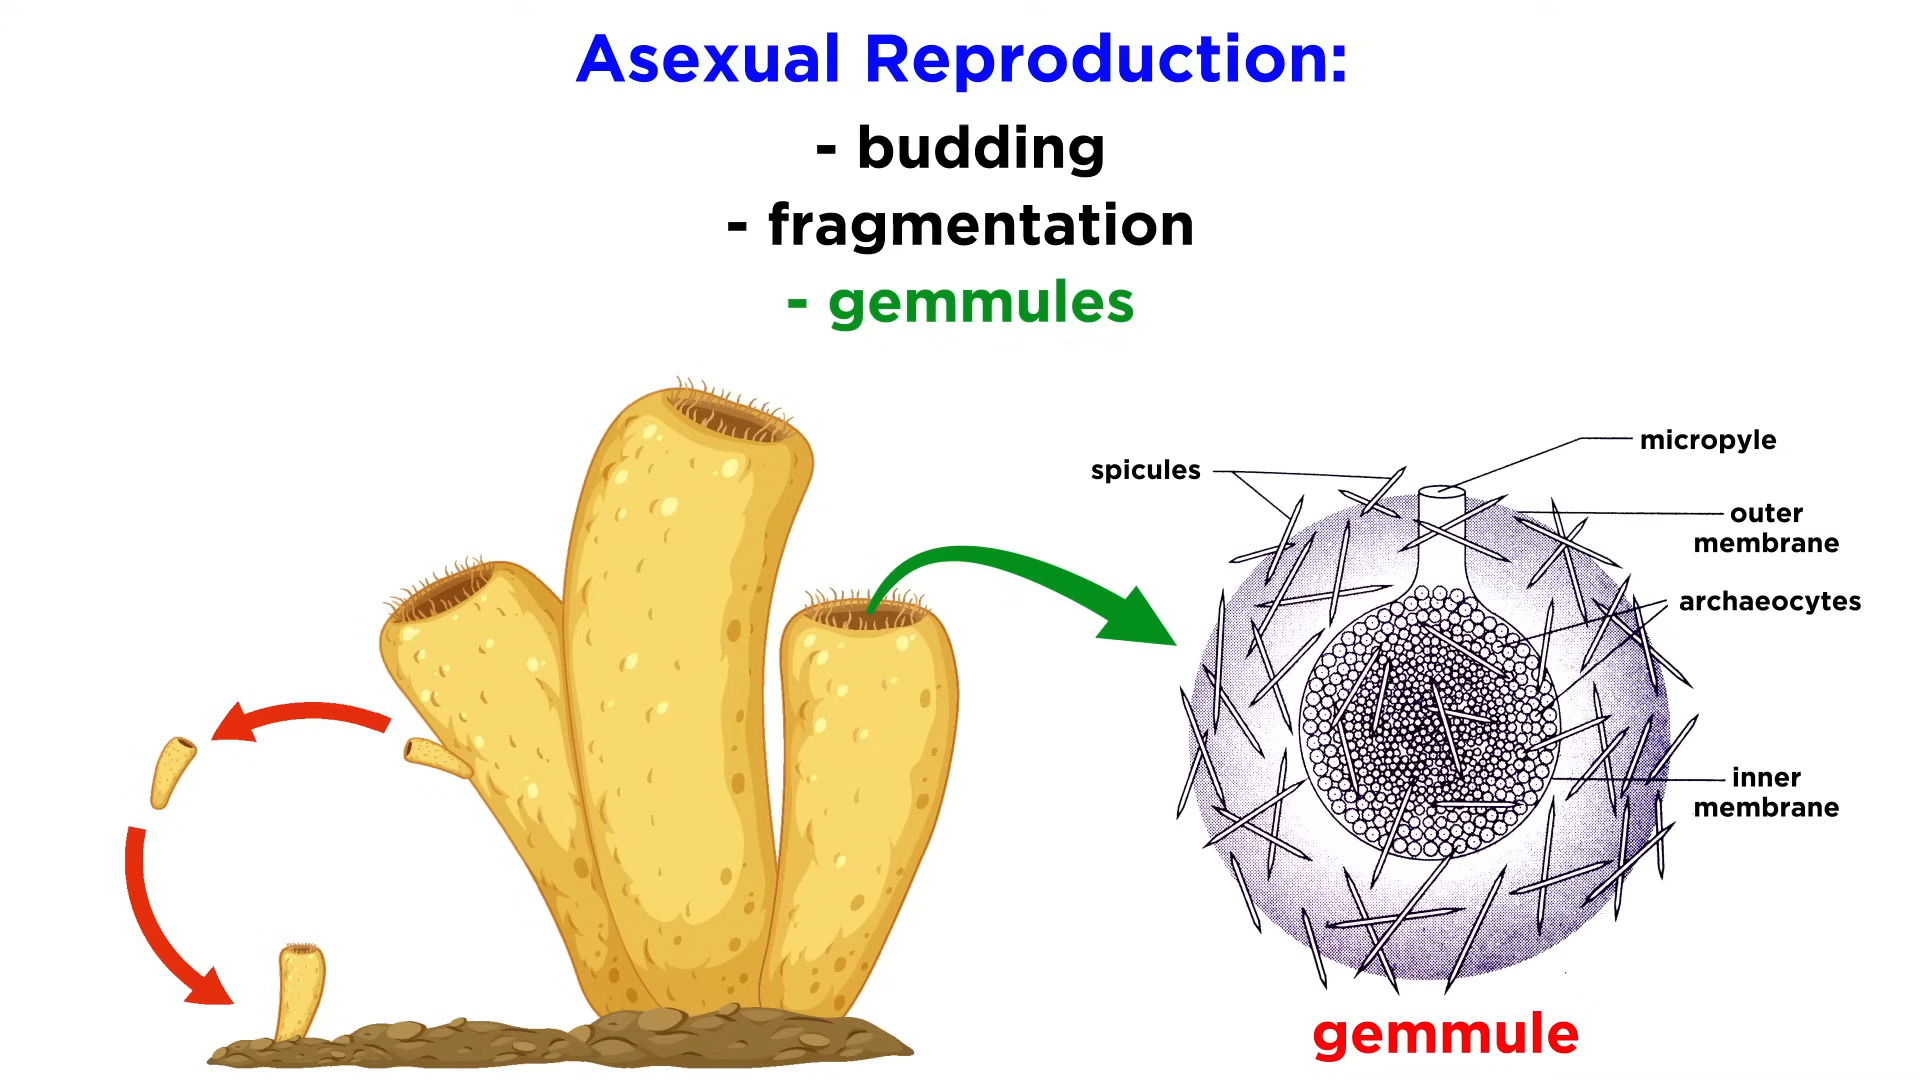 Asexual Reproduction:
- budding
- fragmentation
- gemmules
micropyle
spicules
outer
membrane
archaeocytes
inner
membrane
gemmule